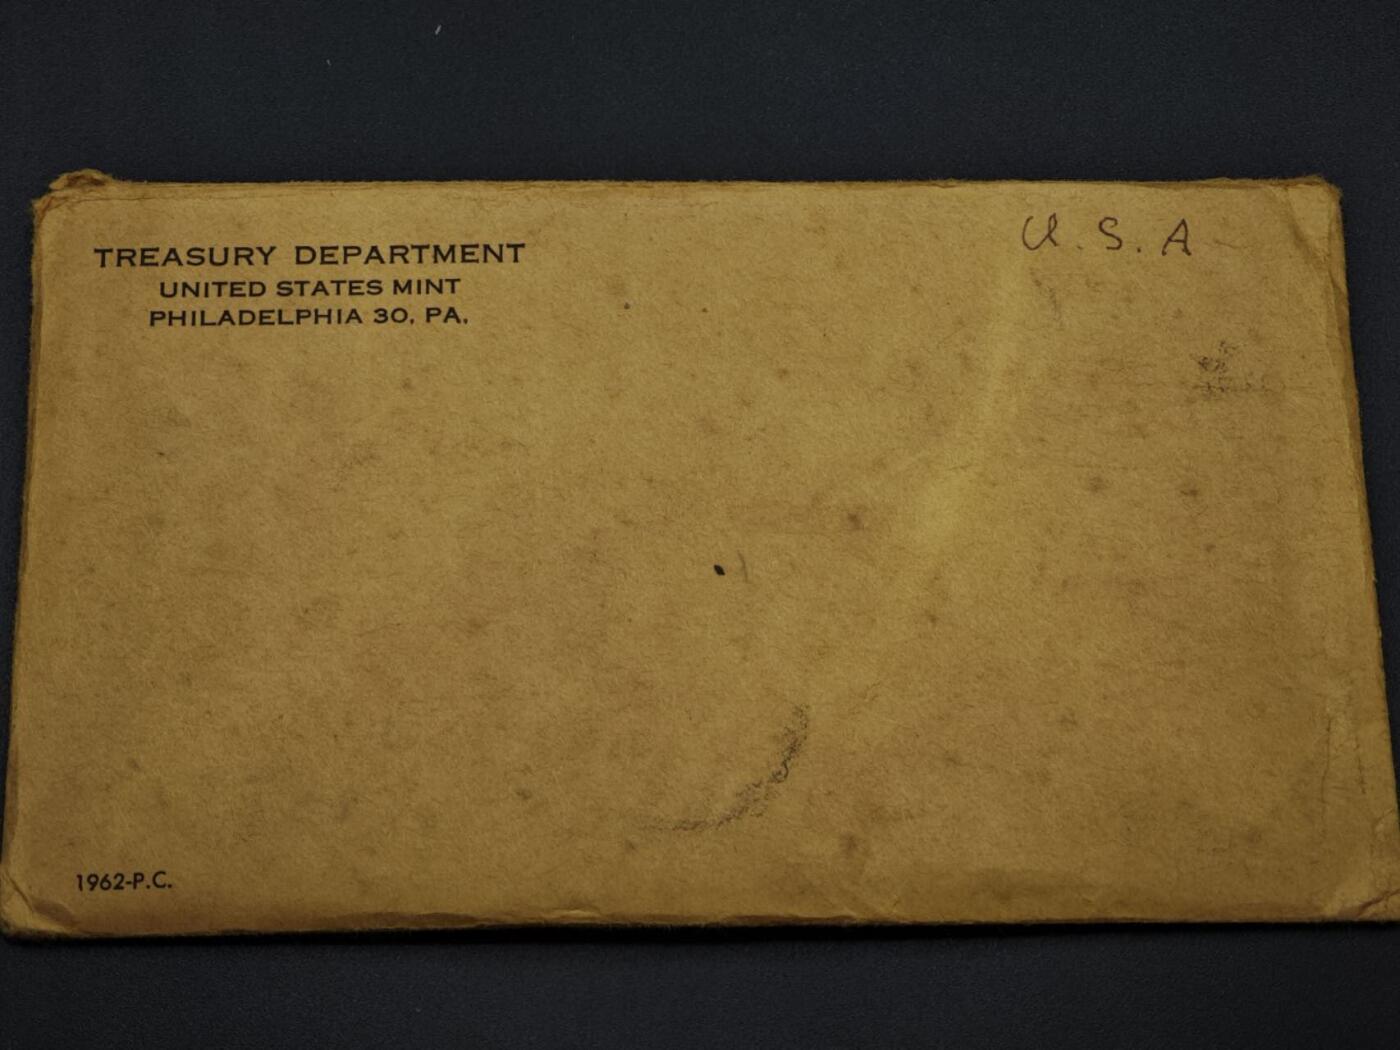 TREASURY DEPARTMENT
UNITED STATES MINT
PHILADELPHIA 30, PA.
U.S.A
1962-P.C.